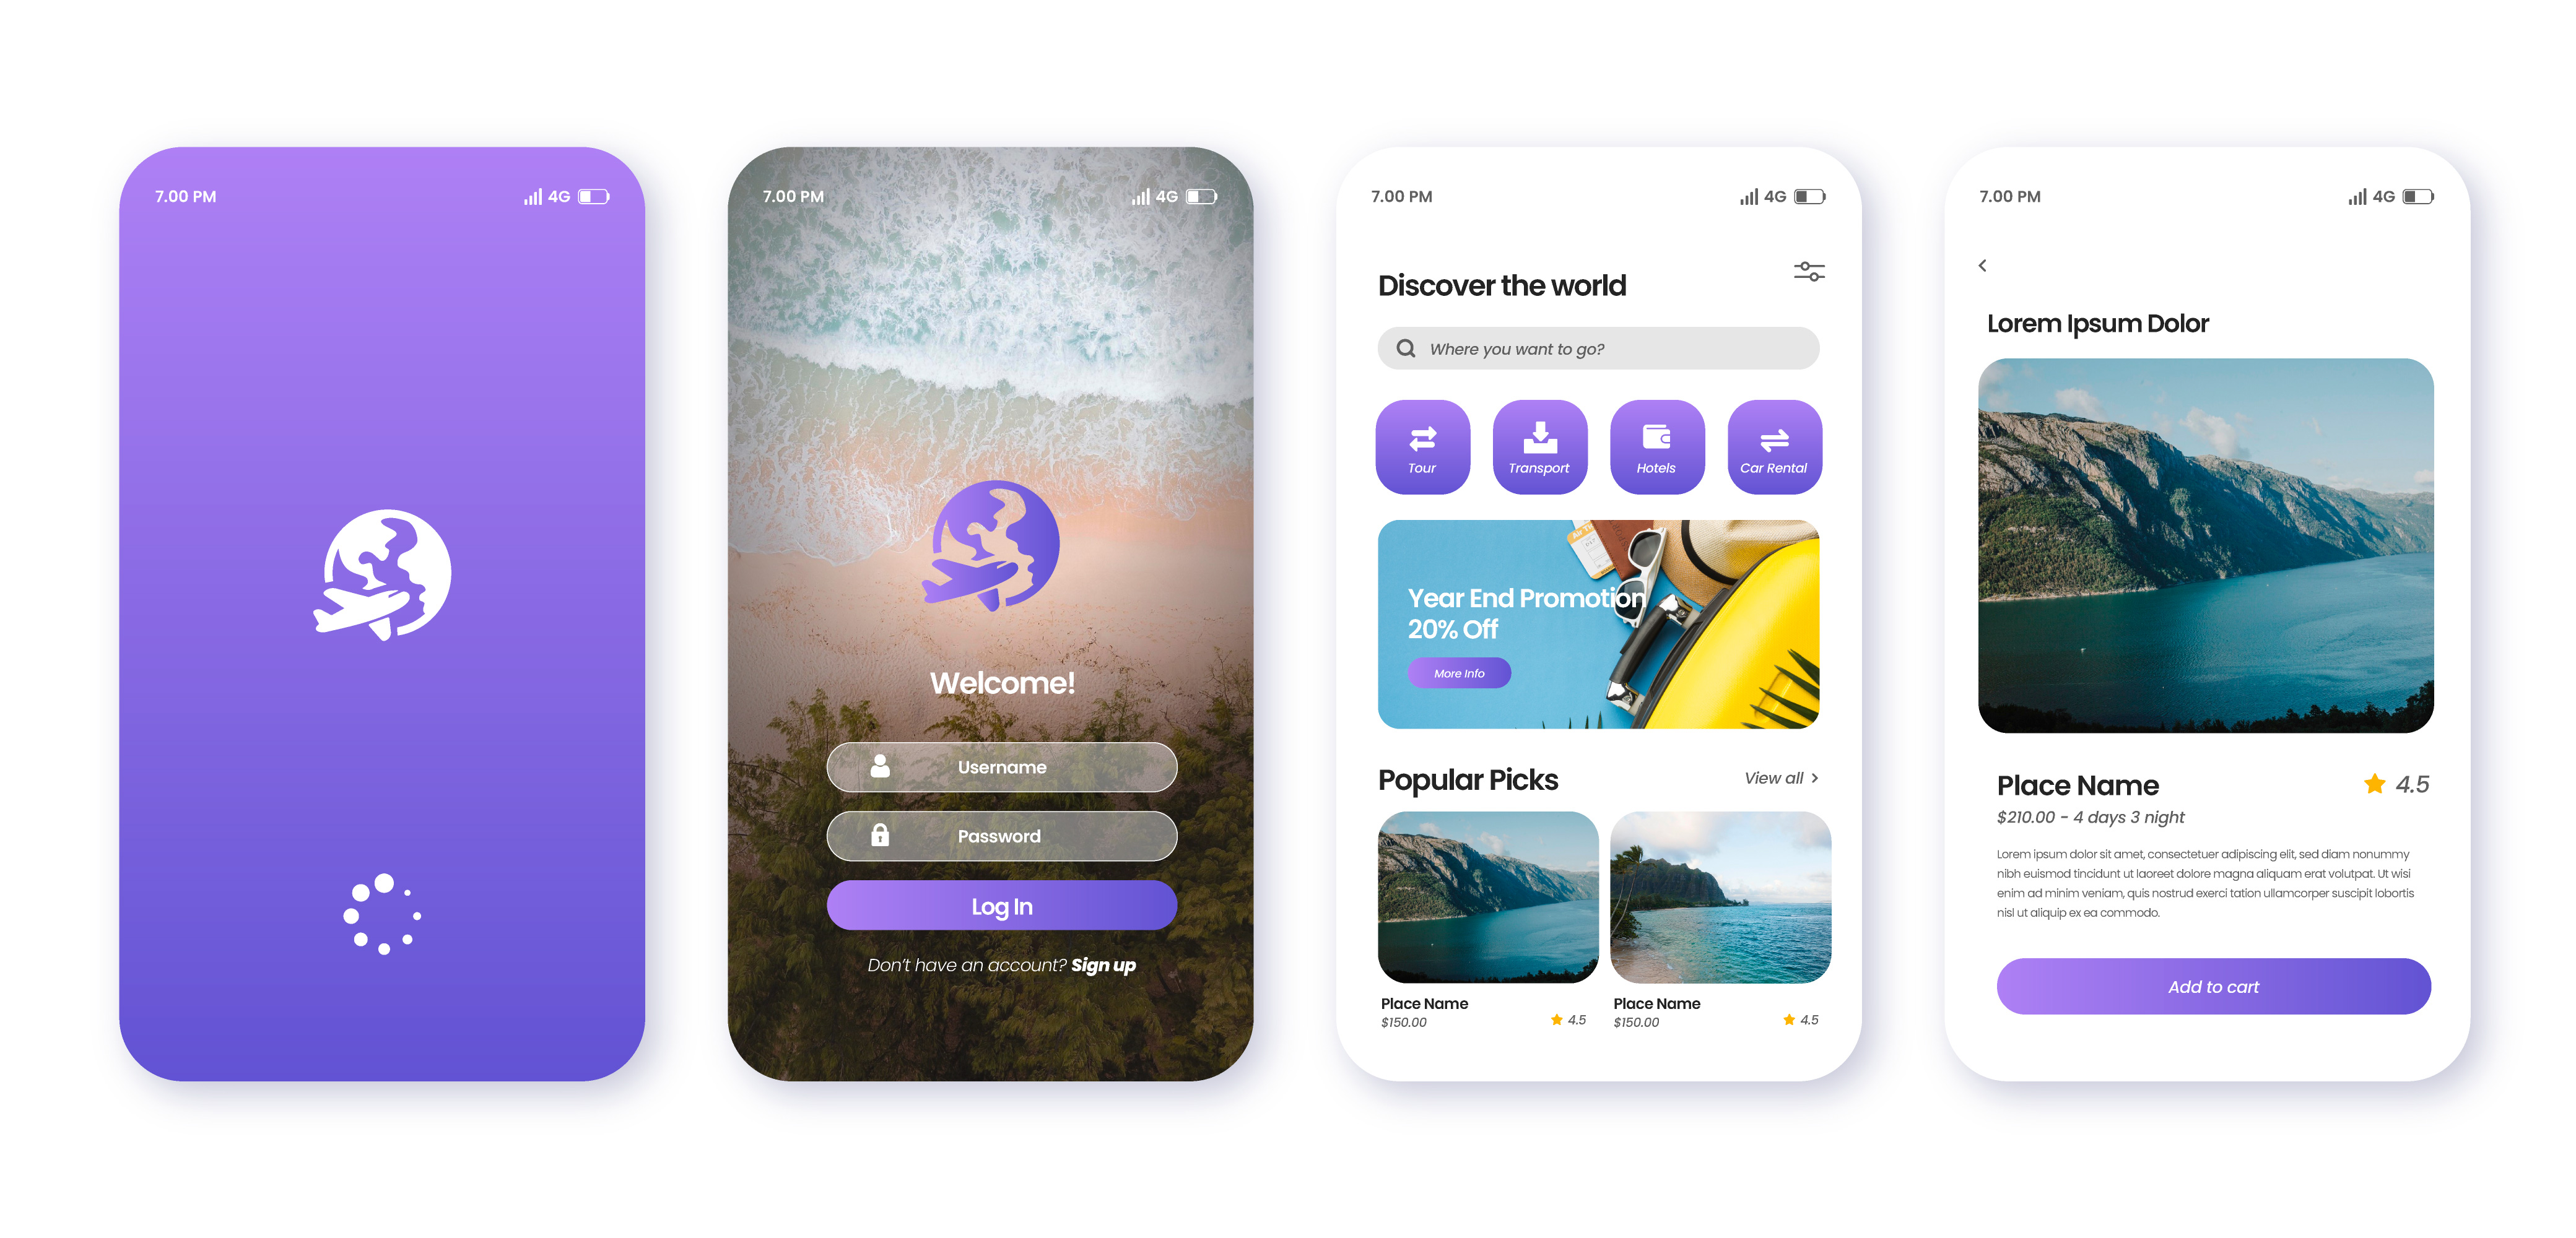 7.00 PM
4G
7.00 PM
4G
Welcome!
Username
Password
Log In
Don't have an account? Sign up
7.00 PM
4G
Discover the world
Where you want to go?
Tour
Transport
Hotels
Car Rental
Year End Promotion
20% Off
More Info
Popular Picks
View all
Place Name
$150.00
4.5
Place Name
$150.00
4.5
7.00 PM
4G
Lorem Ipsum Dolor
Place Name
4.5
$210.00 - 4 days 3 night
Lorem ipsum dolor sit amet, consectetuer adipiscing elit, sed diam nonummy
nibh euismod tincidunt ut laoreet dolore magna aliquam erat volutpat. Ut wisi
enim ad minim veniam, quis nostrud exerci tation ullamcorper suscipit lobortis
nisl ut aliquip ex ea commodo.
Add to cart